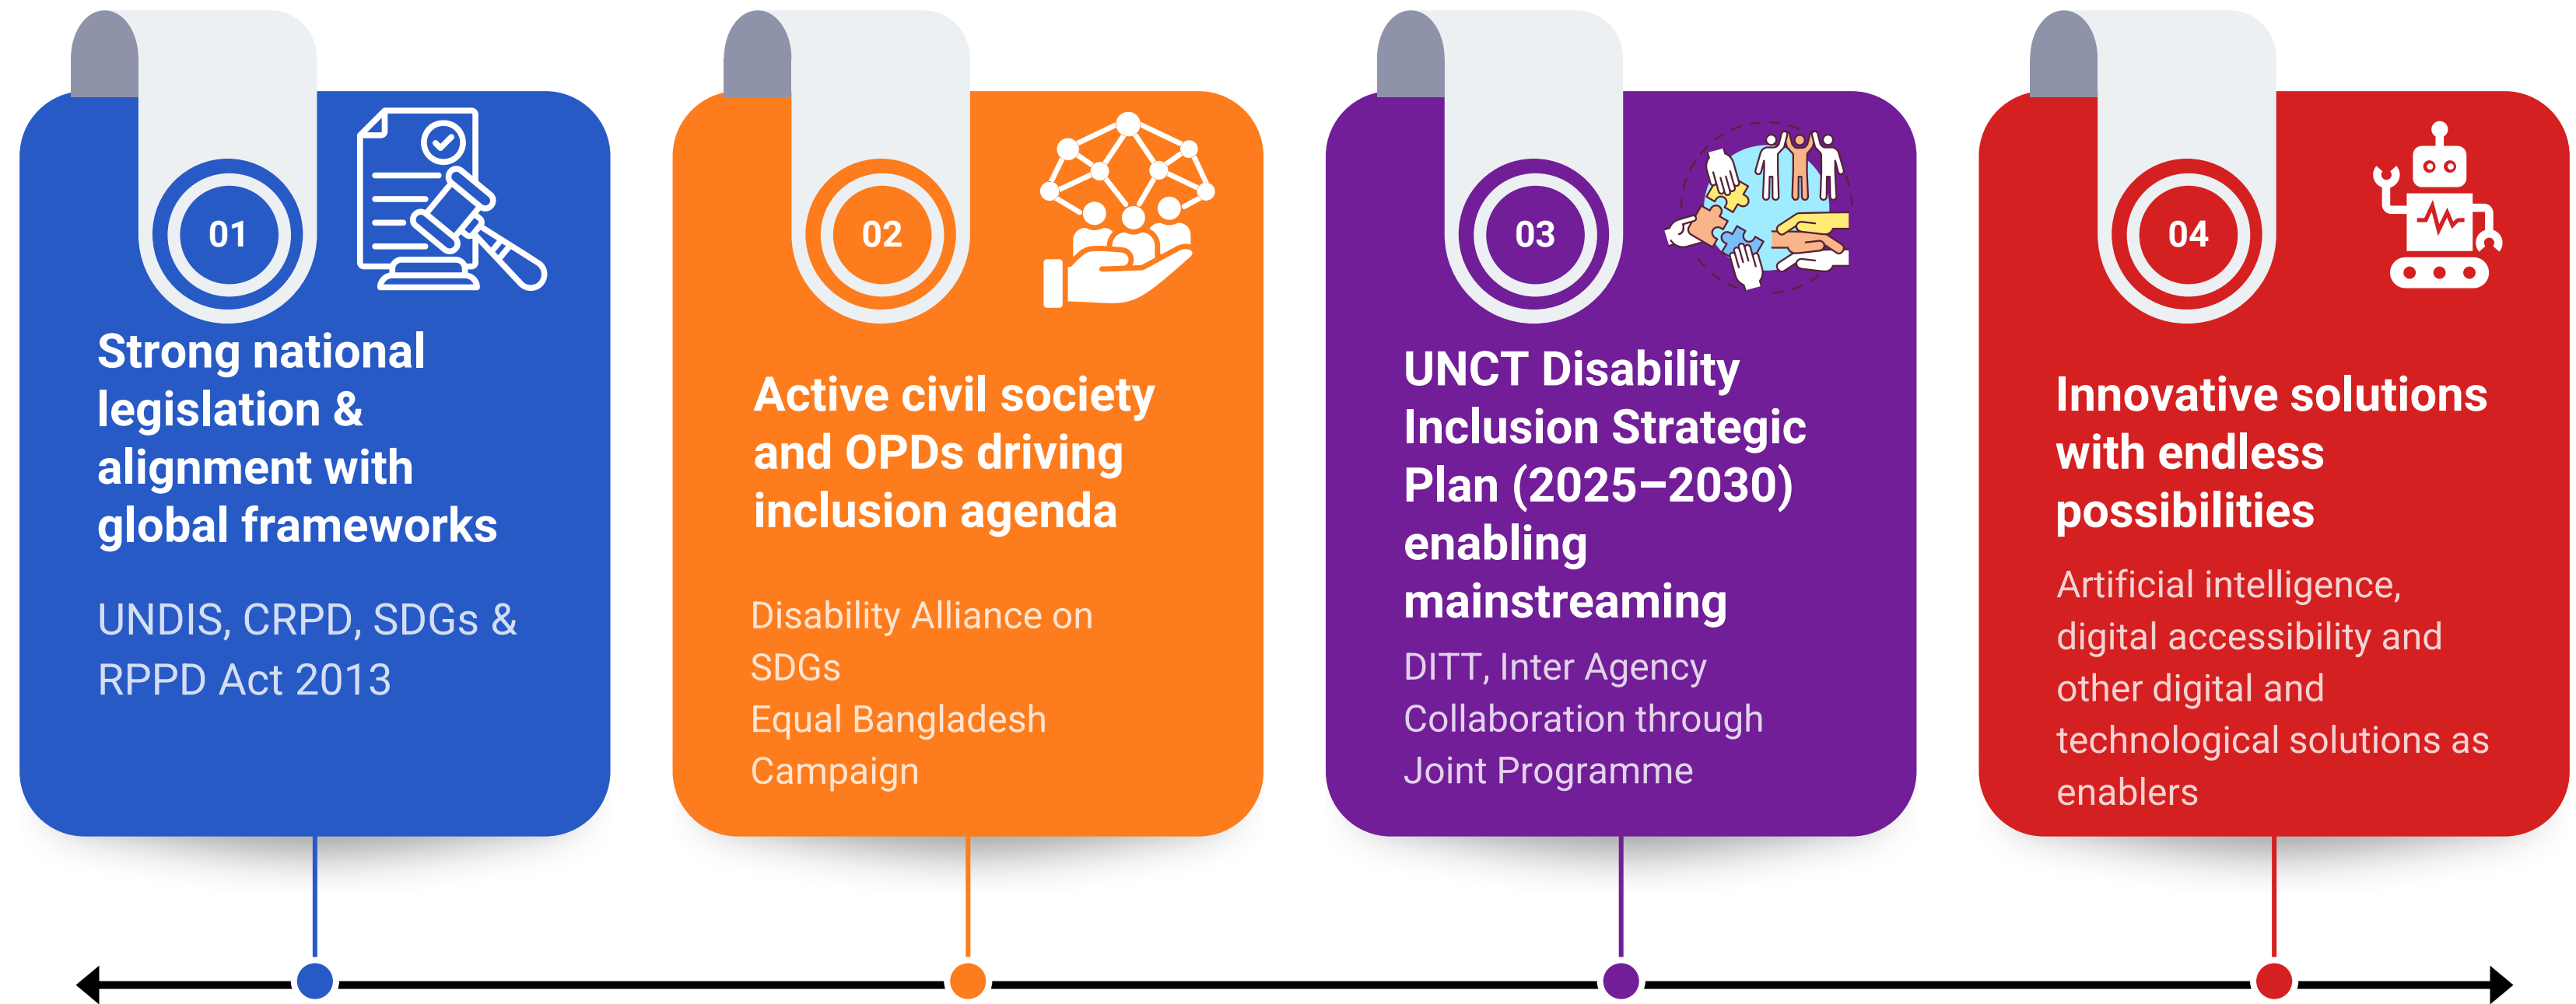 01
Strong national
legislation &
alignment with
global frameworks
UNDIS, CRPD, SDGs &
RPPD Act 2013
02
Active civil society
and OPDs driving
inclusion agenda
Disability Alliance on
SDGs
Equal Bangladesh
Campaign
03
UNCT Disability
Inclusion Strategic
Plan (2025–2030)
enabling
mainstreaming
DITT, Inter Agency
Collaboration through
Joint Programme
04
Innovative solutions
with endless
possibilities
Artificial intelligence,
digital accessibility and
other digital and
technological solutions as
enablers